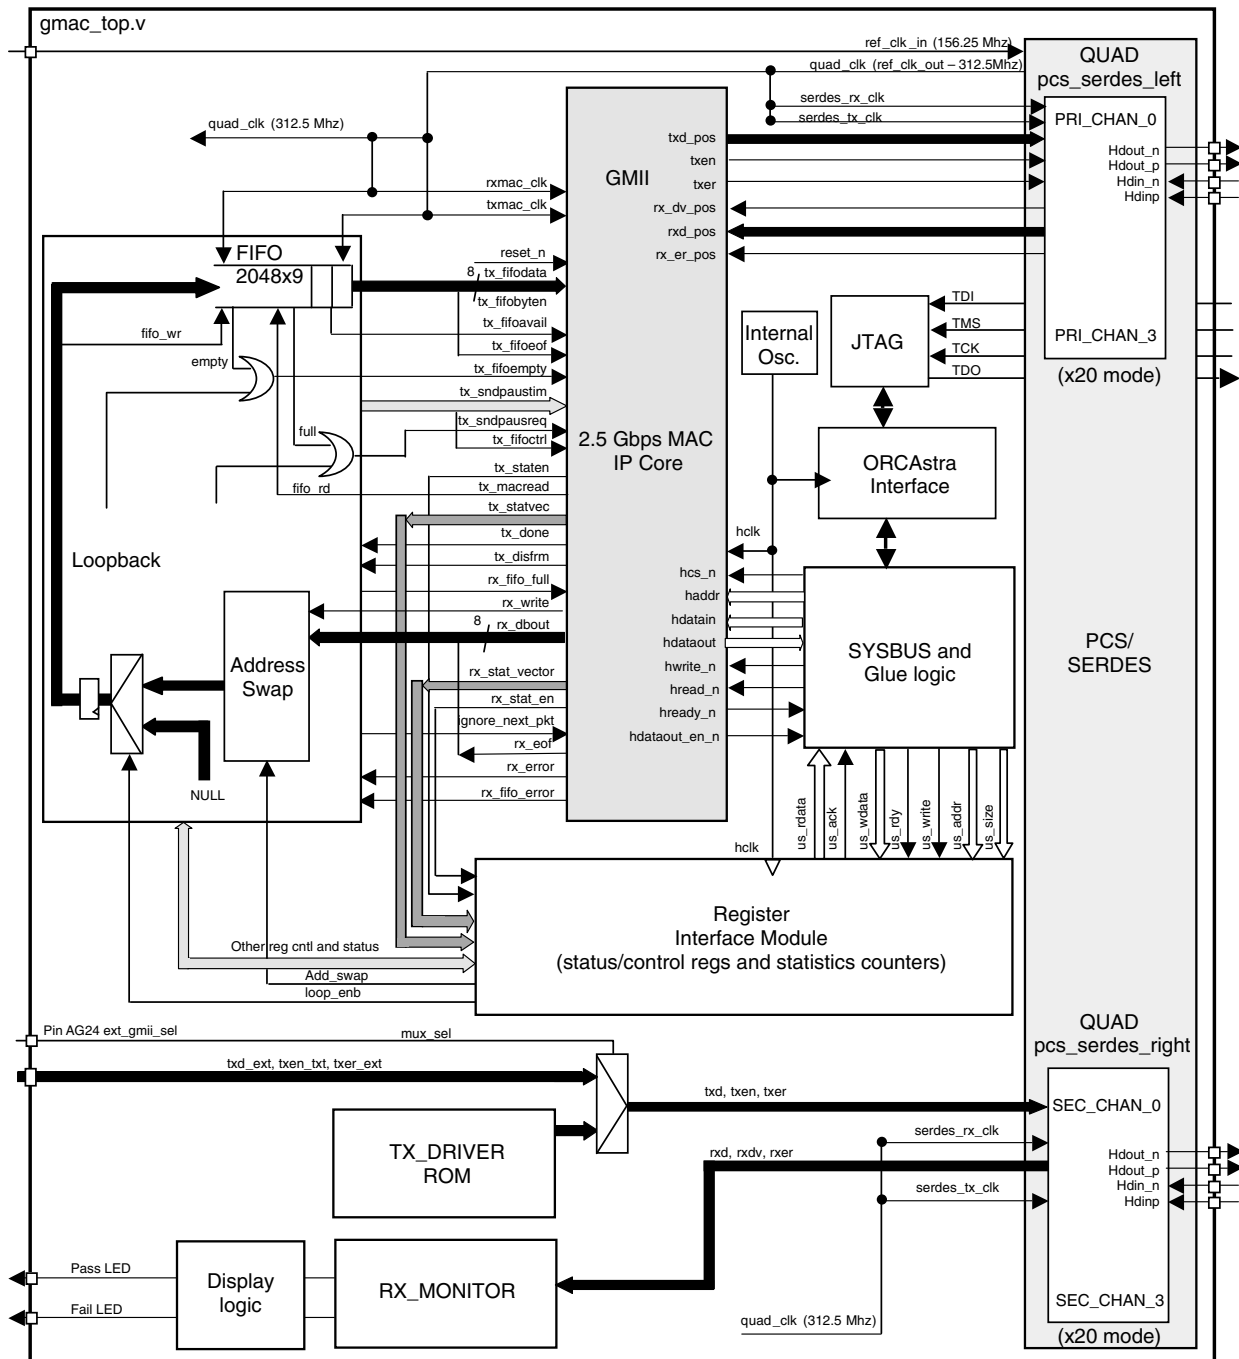 gmac_top.v
ref_clk_in (156.25 Mhz)
quad_clk (ref_clk_out – 312.5Mhz)
QUAD
pcs_serdes_left
serdes_rx_clk
serdes_tx_clk
quad_clk (312.5 Mhz)
PRI_CHAN_0
Hdout_n
Hdout_p
Hdin_n
Hdinp
PRI_CHAN_3
(x20 mode)
txd_pos
txen
txer
rx_dv_pos
rxd_pos
rx_er_pos
GMII
2.5 Gbps MAC
IP Core
rxmac_clk
txmac_clk
reset_n
8
tx_fifodata
tx_fifobyten
tx_fifoavail
tx_fifoeof
tx_fifoempty
tx_sndpaustim
tx_sndpausreq
tx_fifoctrl
tx_staten
tx_macread
tx_statvec
tx_done
tx_disfrm
rx_fifo_full
rx_write
8
rx_dbout
rx_stat_vector
rx_stat_en
ignore_next_pkt
rx_eof
rx_error
rx_fifo_error
FIFO
2048x9
fifo_wr
empty
full
fifo_rd
Loopback
Address
Swap
NULL
Internal
Osc.
JTAG
TDI
TMS
TCK
TDO
ORCAstra
Interface
hclk
hcs_n
haddr
hdatain
hdataout
hwrite_n
hread_n
hready_n
hdataout_en_n
SYSBUS and
Glue logic
PCS/
SERDES
us_rdata
us_ack
us_wdata
us_rdy
us_write
us_addr
us_size
hclk
Register
Interface Module
(status/control regs and statistics counters)
Other reg cntl and status
Add_swap
loop_enb
Pin AG24 ext_gmii_sel
mux_sel
txd_ext, txen_txt, txer_ext
txd, txen, txer
TX_DRIVER
ROM
rxd, rxdv, rxer
serdes_rx_clk
serdes_tx_clk
QUAD
pcs_serdes_right
SEC_CHAN_0
Hdout_n
Hdout_p
Hdin_n
Hdinp
SEC_CHAN_3
(x20 mode)
Pass LED
Fail LED
Display
logic
RX_MONITOR
quad_clk (312.5 Mhz)